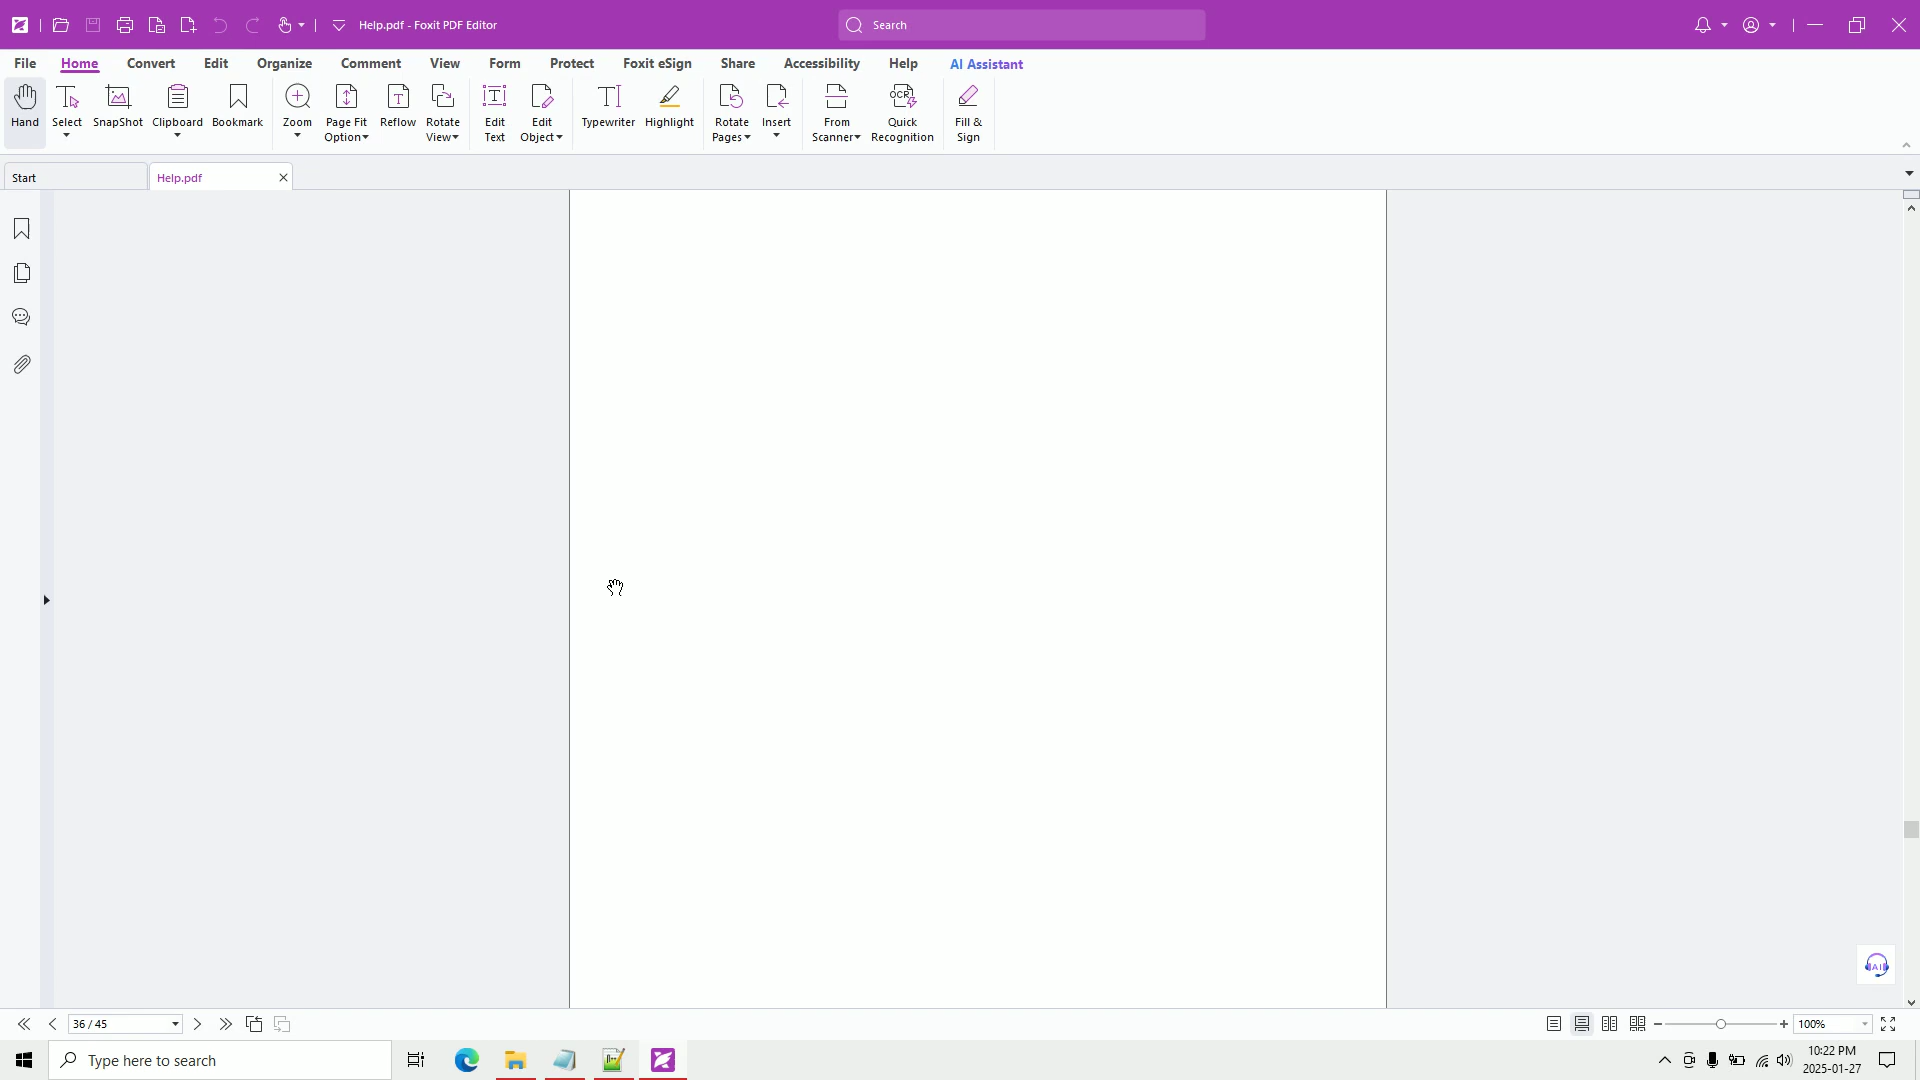 Help.pdf - Foxit PDF Editor
Search
File Home Convert Edit Organize Comment View Form Protect Foxit eSign Share Accessibility Help AI Assistant
Hand Select SnapShot Clipboard Bookmark Zoom Page Fit Option Reflow Rotate View Edit Text Edit Object Typewriter Highlight Rotate Pages Insert From Scanner OCR Quick Recognition Fill & Sign
Start
Help.pdf
AI
36 / 45
100%
Type here to search
10:22 PM
2025-01-27